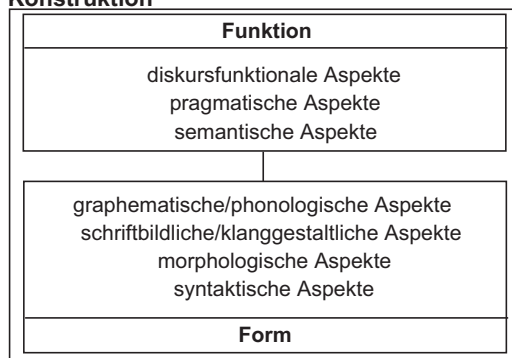 Konstruktion
Funktion
diskursfunktionale Aspekte
pragmatische Aspekte
semantische Aspekte
graphematische/phonologische Aspekte
schriftbildliche/klanggestaltliche Aspekte
morphologische Aspekte
syntaktische Aspekte
Form